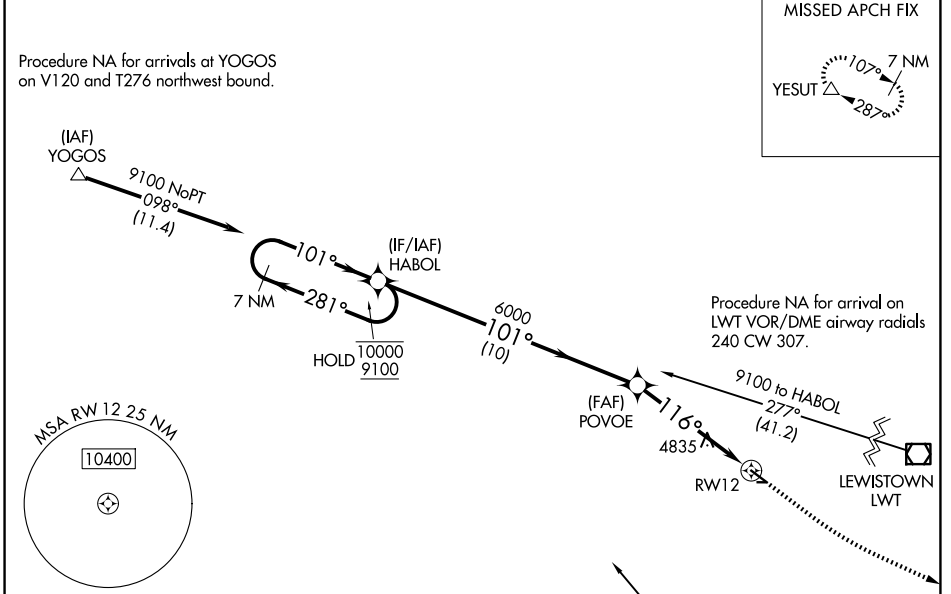 MISSED APCH FIX
107°
7 NM
YESUT
287°
Procedure NA for arrivals at YOGOS
on V120 and T276 northwest bound.
(IAF)
YOGOS
9100 NoPT
098°
(11.4)
101°
(IF/IAF)
HABOL
7 NM
281°
HOLD
10000
9100
6000
101°
(10)
Procedure NA for arrival on
LWT VOR/DME airway radials
240 CW 307.
9100 to HABOL
277°
(41.2)
(FAF)
POVOE
116°
4835
RW12
LEWISTOWN
LWT
MSA RW 12 25 NM
10400